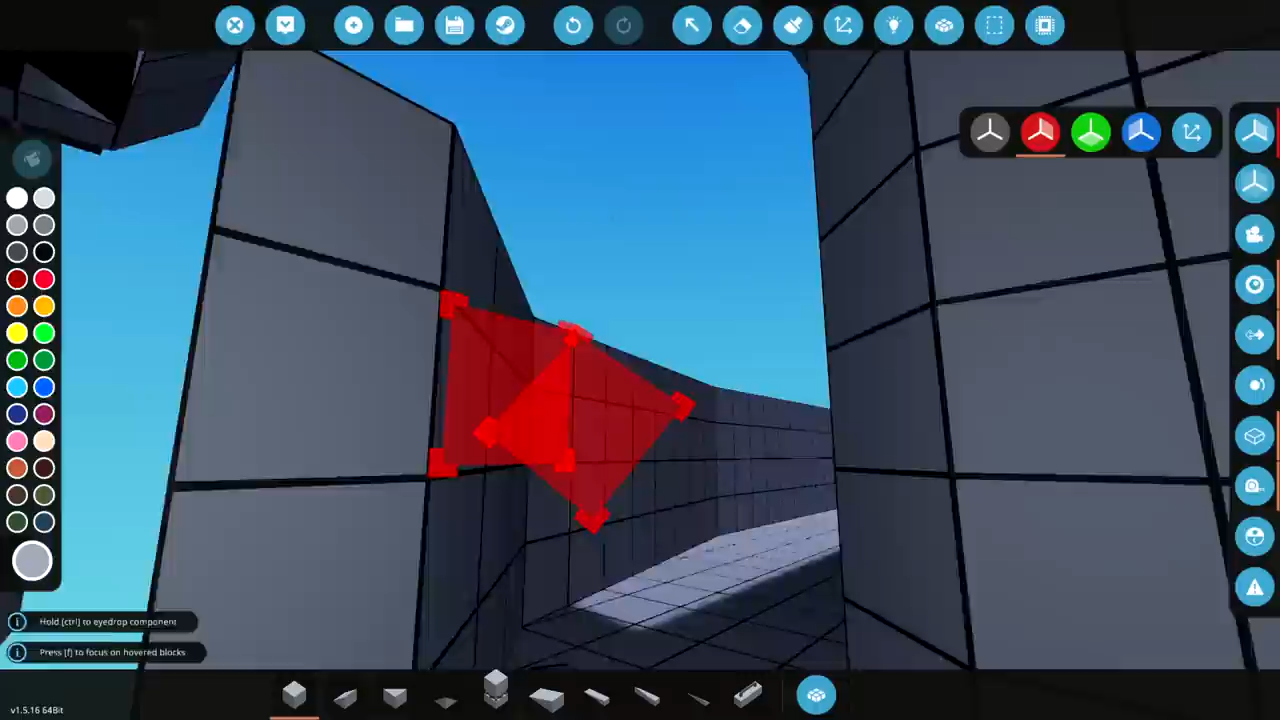 Hold [ctrl] to eyedrop component
Press [f] to focus on hovered blocks
v1.5.16 64Bit